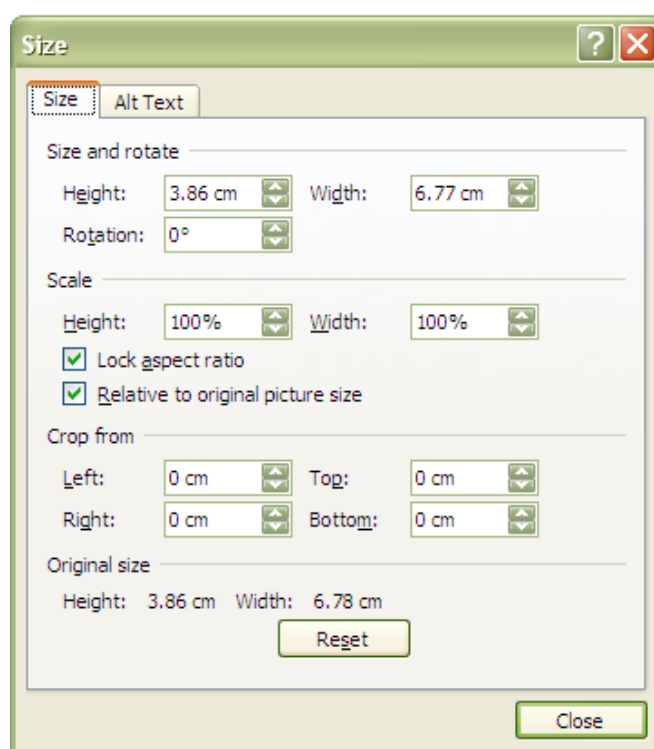 Size
Size Alt Text
Size and rotate
Height: 3.86 cm Width: 6.77 cm
Rotation: 0°
Scale
Height: 100% Width: 100%
Lock aspect ratio
Relative to original picture size
Crop from
Left: 0 cm Top: 0 cm
Right: 0 cm Bottom: 0 cm
Original size
Height: 3.86 cm Width: 6.78 cm
Reset
Close